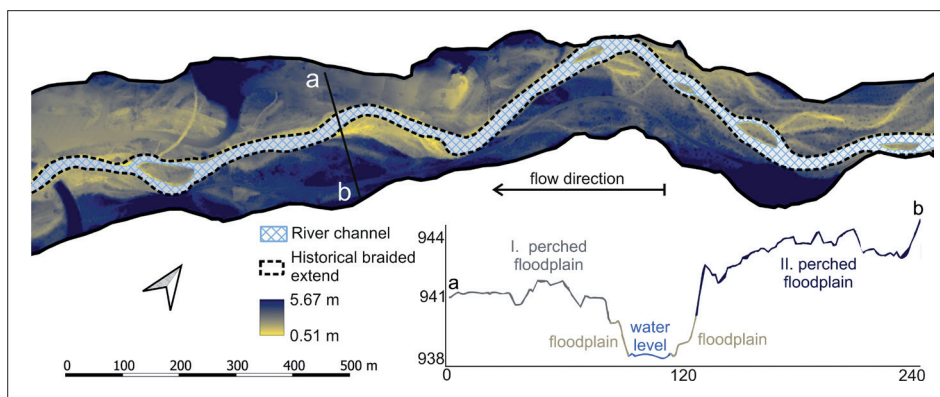 a
b
flow direction
River channel
Historical braided
extend
5.67 m
0.51 m
0 100 200 300 400 500 m
944
941
938
a
I. perched
floodplain
floodplain
water
level
floodplain
II. perched
floodplain
b
0 120 240